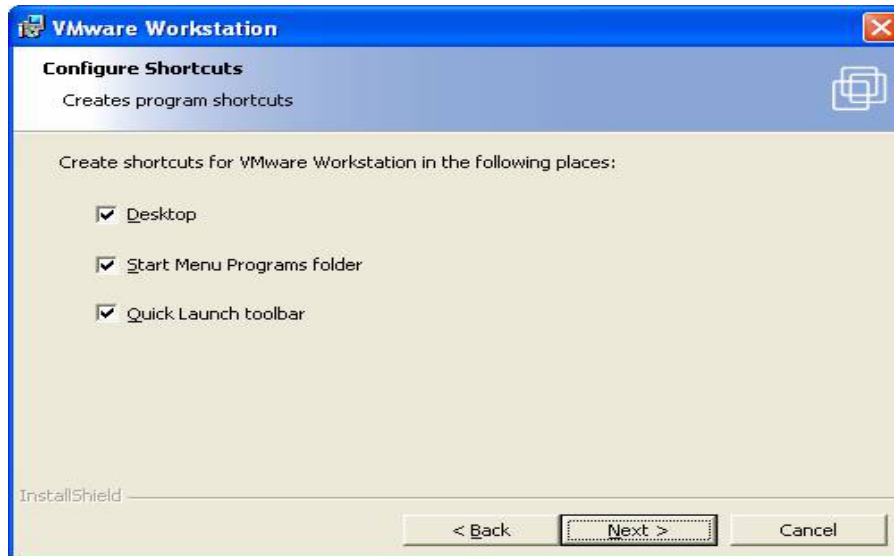 VMware Workstation
Configure Shortcuts
Creates program shortcuts
Create shortcuts for VMware Workstation in the following places:
Desktop
Start Menu Programs folder
Quick Launch toolbar
InstallShield
< Back Next > Cancel